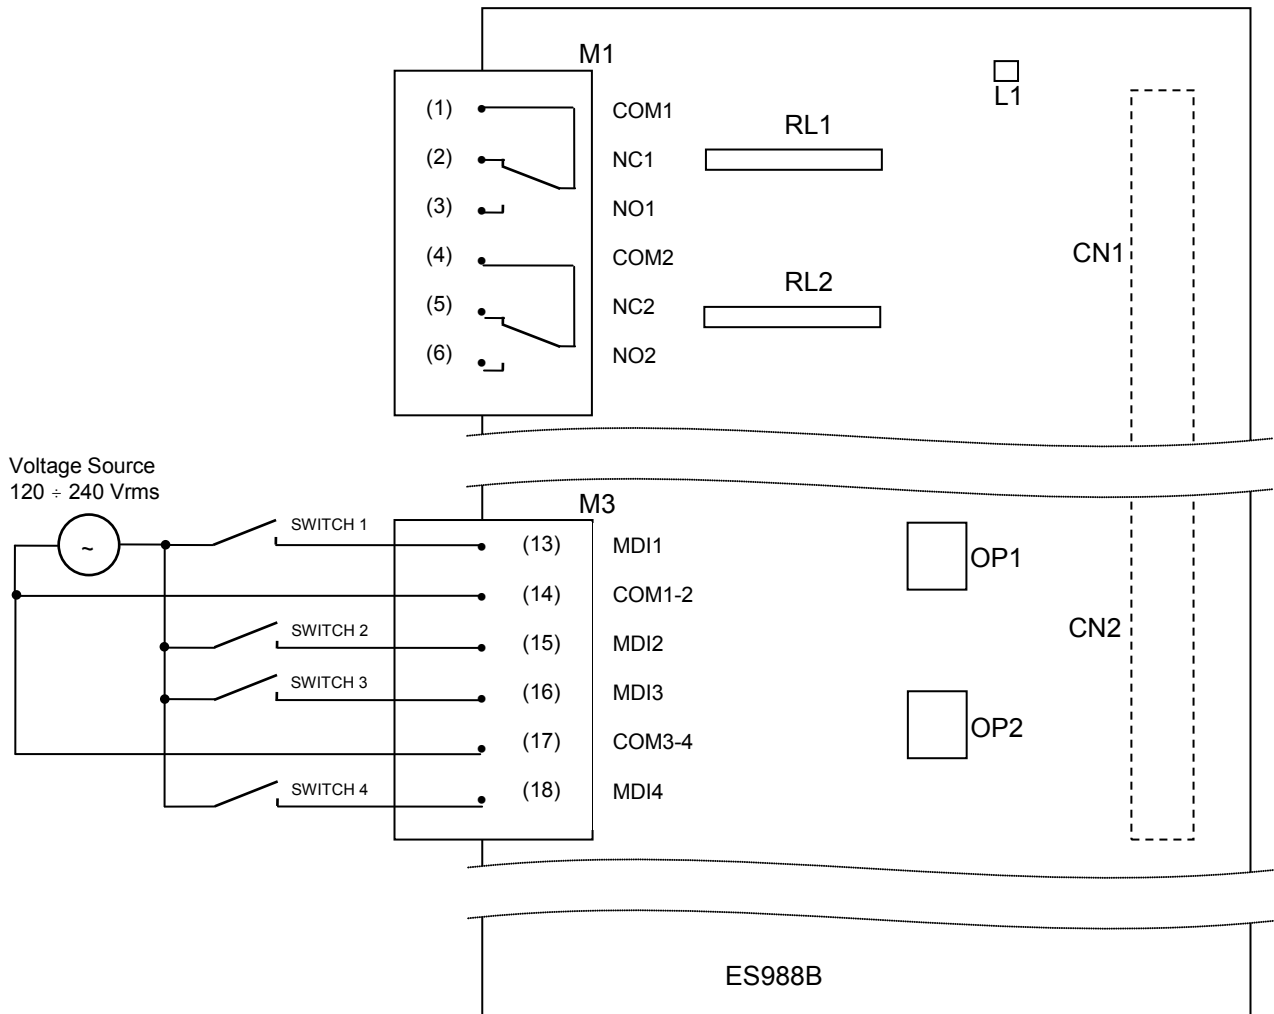 M1
L1
(1) COM1
RL1
(2) NC1
(3) NO1
(4) COM2
CN1
RL2
(5) NC2
(6) NO2
Voltage Source
120 ÷ 240 Vrms
~
M3
SWITCH 1 (13) MDI1
OP1
(14) COM1-2
SWITCH 2 (15) MDI2
CN2
SWITCH 3 (16) MDI3
OP2
(17) COM3-4
SWITCH 4 (18) MDI4
ES988B